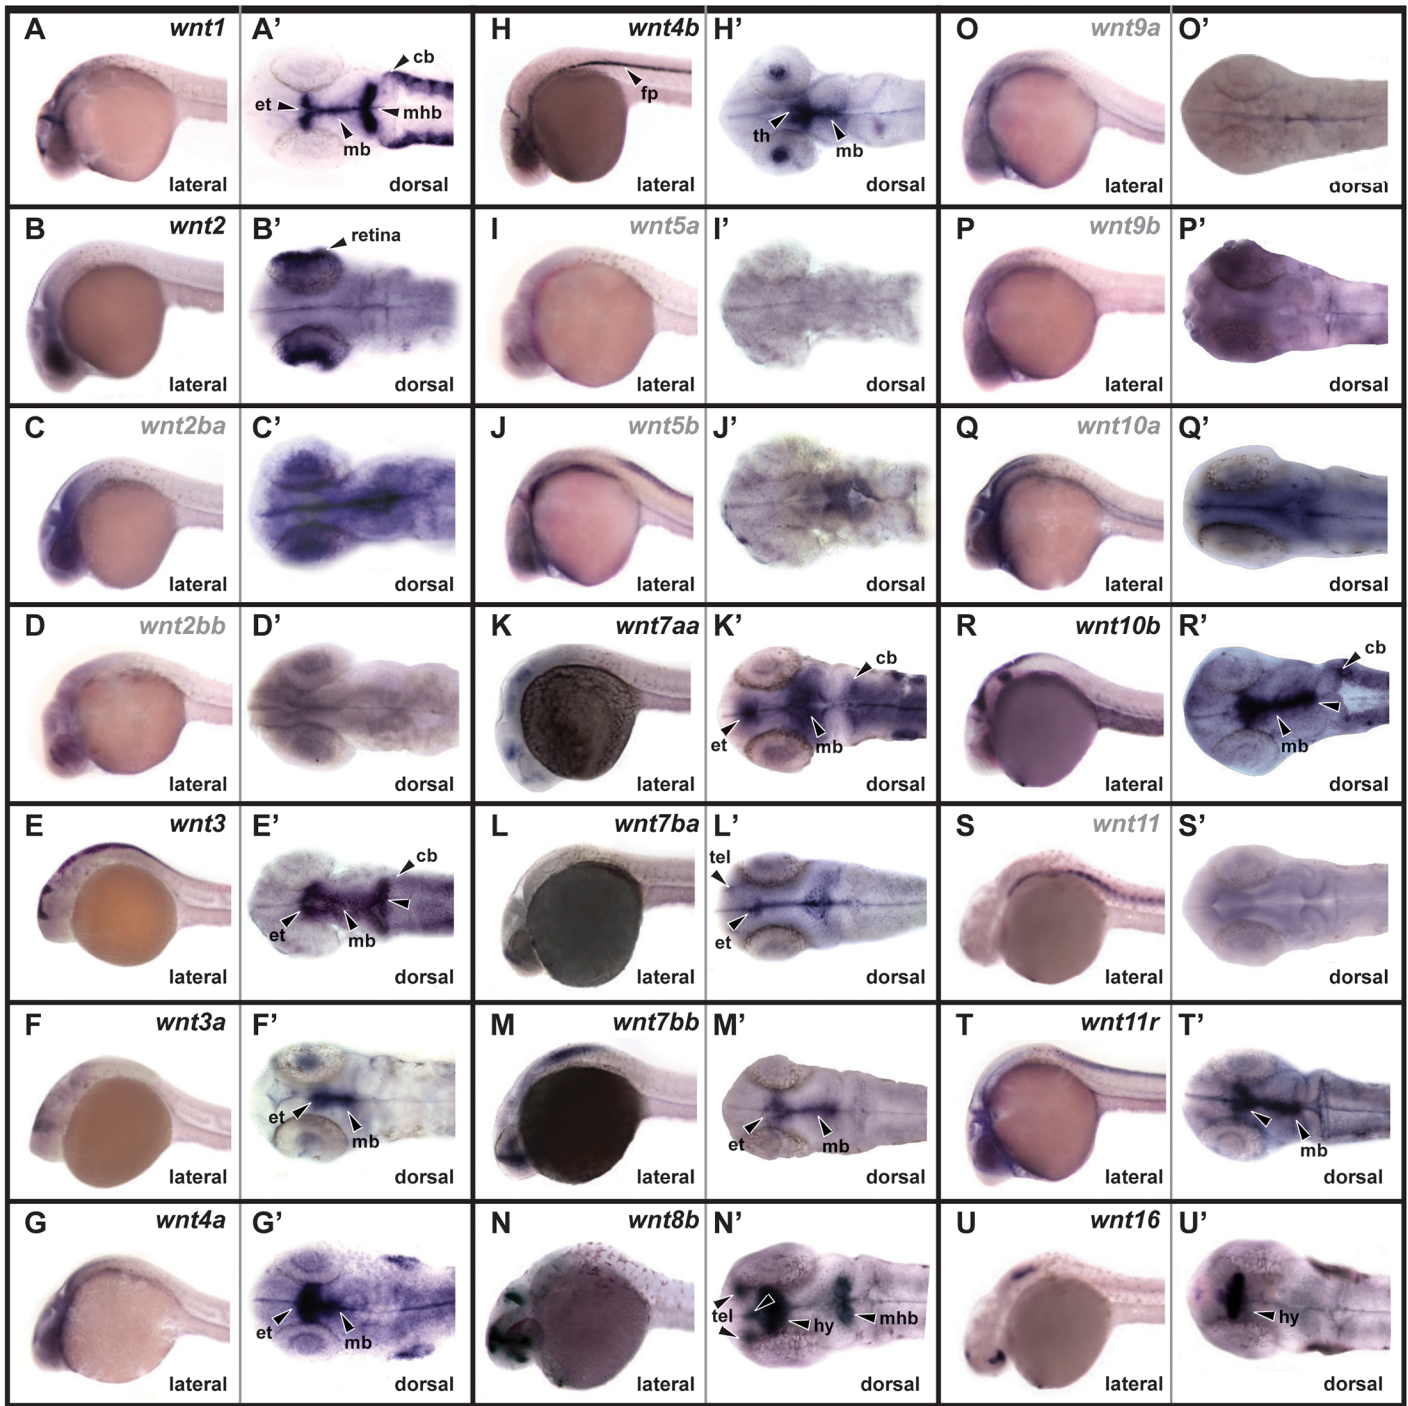 A wnt1 A’ cb et mhb mb lateral dorsal
H wnt4b H’ fp th mb lateral dorsal
O wnt9a O’ lateral dorsal
B wnt2 B’ retina lateral dorsal
I wnt5a I’ lateral dorsal
P wnt9b P’ lateral dorsal
C wnt2ba C’ lateral dorsal
J wnt5b J’ lateral dorsal
Q wnt10a Q’ lateral dorsal
D wnt2bb D’ lateral dorsal
K wnt7aa K’ cb et mb lateral dorsal
R wnt10b R’ cb mb lateral dorsal
E wnt3 E’ cb et mb lateral dorsal
L wnt7ba L’ tel et lateral dorsal
S wnt11 S’ lateral dorsal
F wnt3a F’ et mb lateral dorsal
M wnt7bb M’ et mb lateral dorsal
T wnt11r T’ mb lateral dorsal
G wnt4a G’ et mb lateral dorsal
N wnt8b N’ tel hy mhb lateral dorsal
U wnt16 U’ hy lateral dorsal